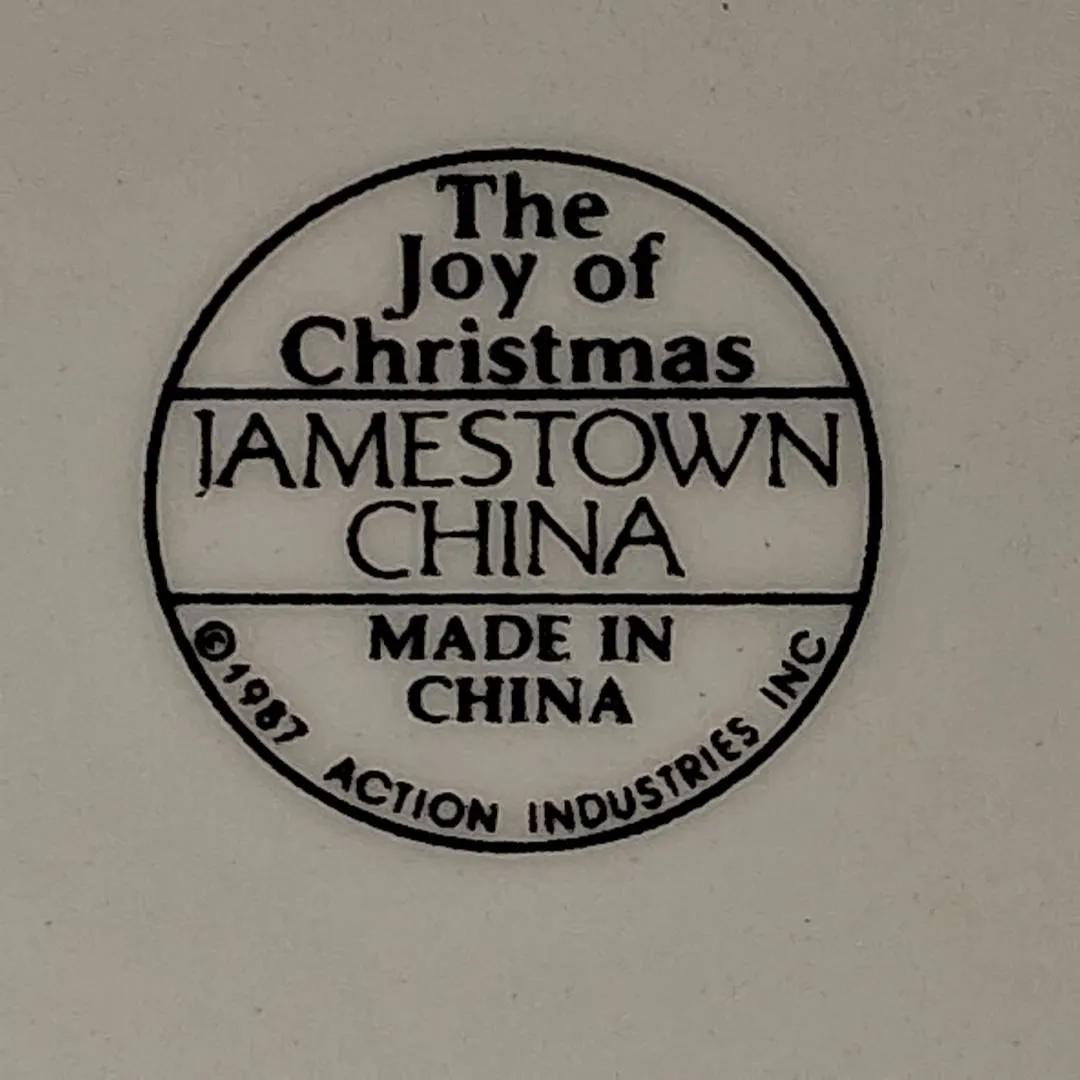 The
Joy of
Christmas
JAMESTOWN
CHINA
MADE IN
CHINA
©1987 ACTION INDUSTRIES INC